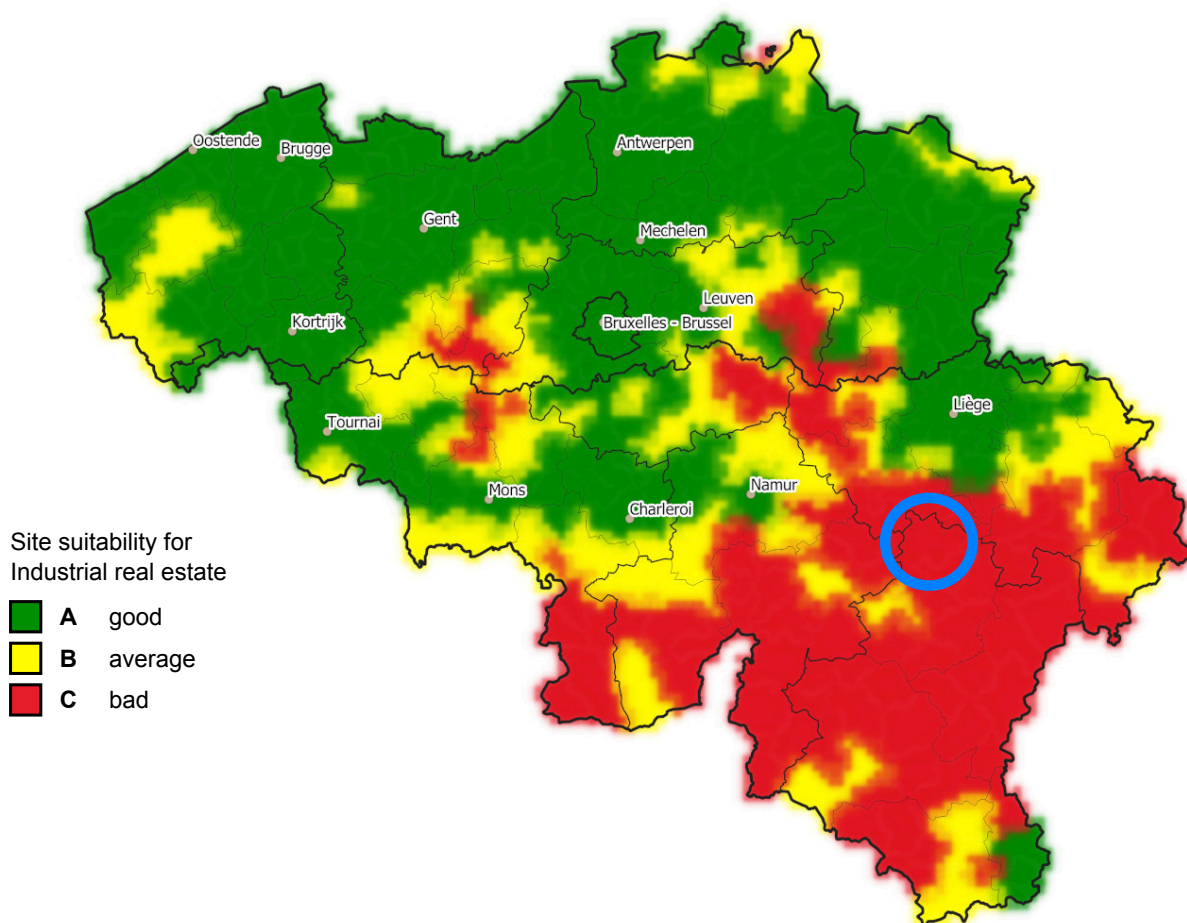 Oostende
Brugge
Antwerpen
Gent
Mechelen
Leuven
Kortrijk
Bruxelles - Brussel
Liège
Tournai
Mons
Namur
Charleroi
Site suitability for
Industrial real estate
A good
B average
C bad